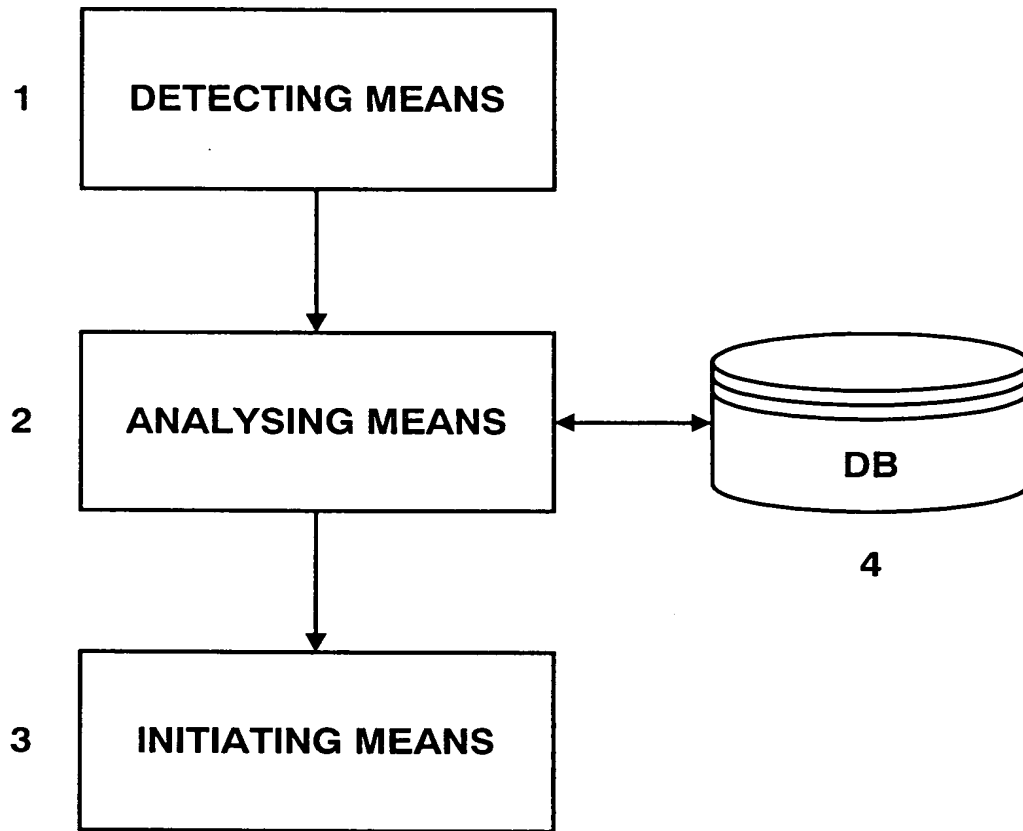 1
DETECTING MEANS
2
ANALYSING MEANS
DB
4
3
INITIATING MEANS